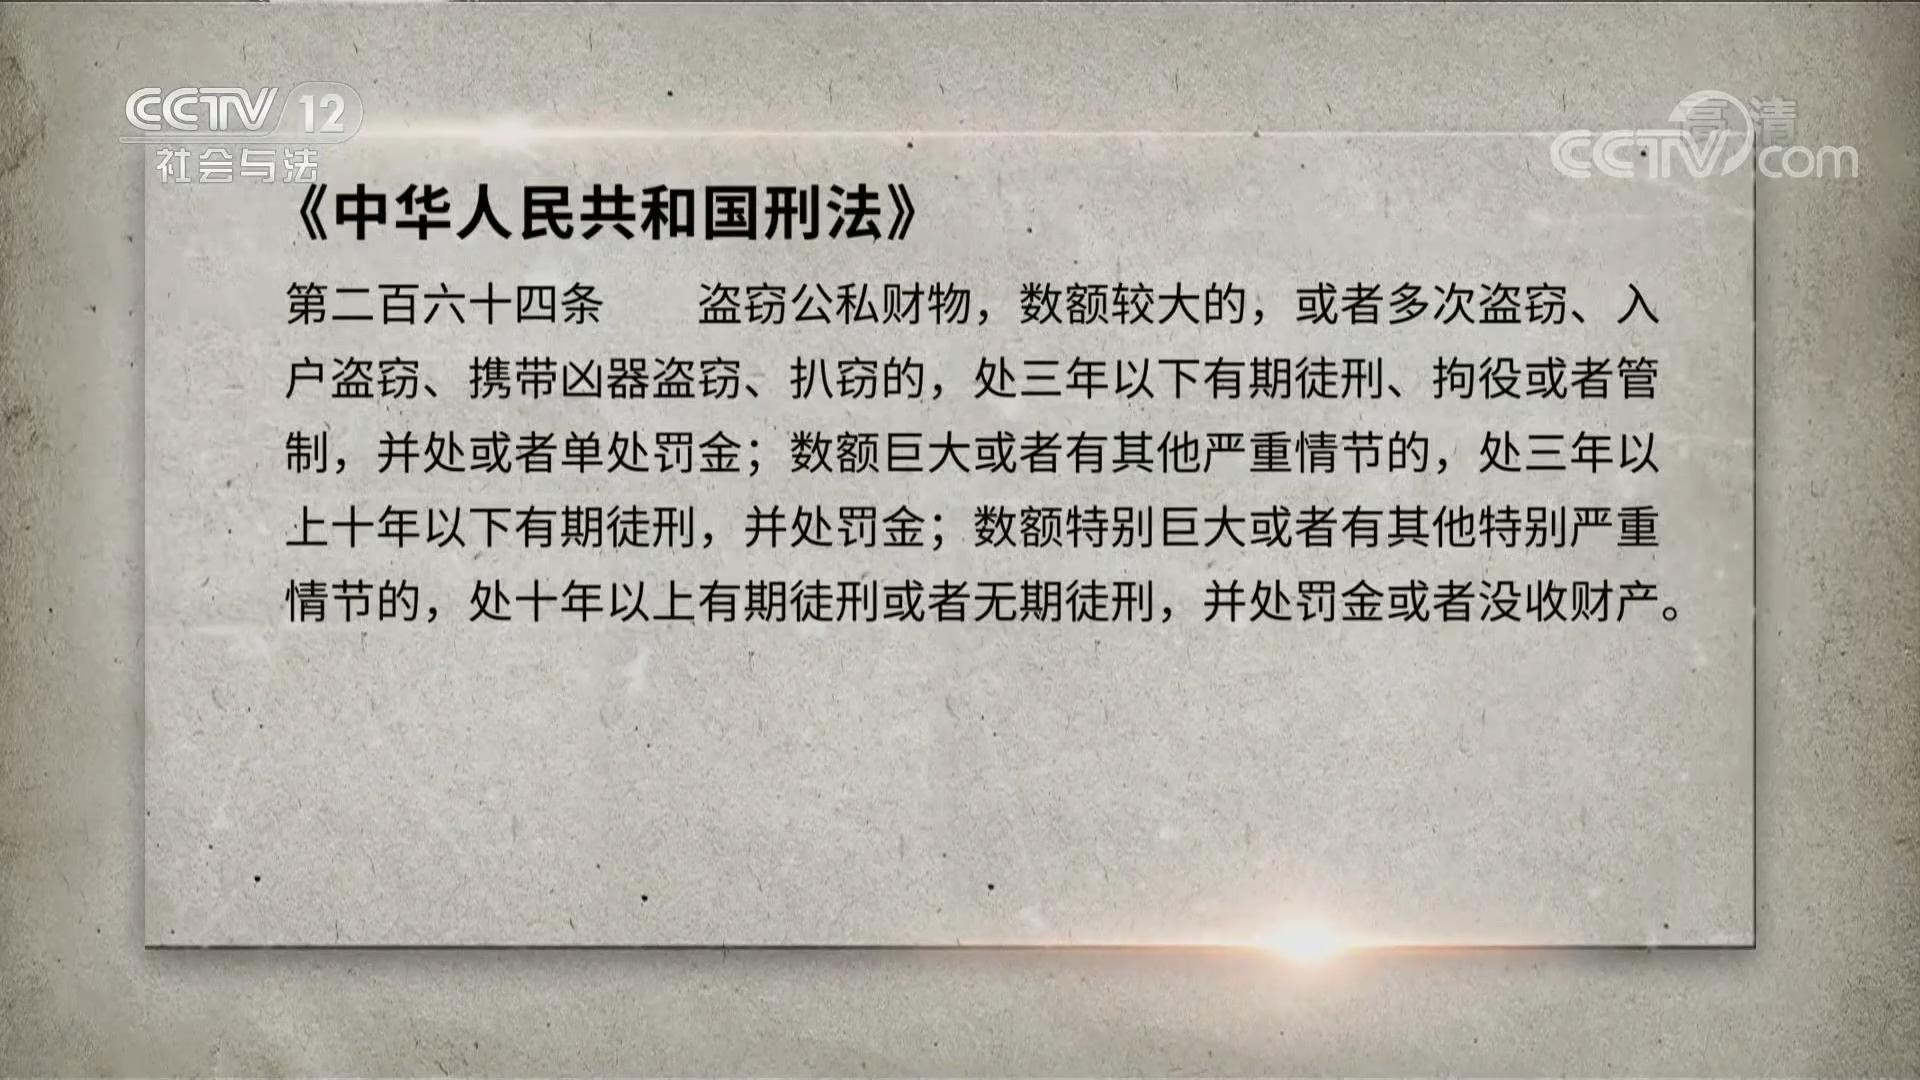 CCTV 12
社会与法
高清
CCTV.com
《中华人民共和国刑法》
第二百六十四条　　盗窃公私财物，数额较大的，或者多次盗窃、入
户盗窃、携带凶器盗窃、扒窃的，处三年以下有期徒刑、拘役或者管
制，并处或者单处罚金；数额巨大或者有其他严重情节的，处三年以
上十年以下有期徒刑，并处罚金；数额特别巨大或者有其他特别严重
情节的，处十年以上有期徒刑或者无期徒刑，并处罚金或者没收财产。